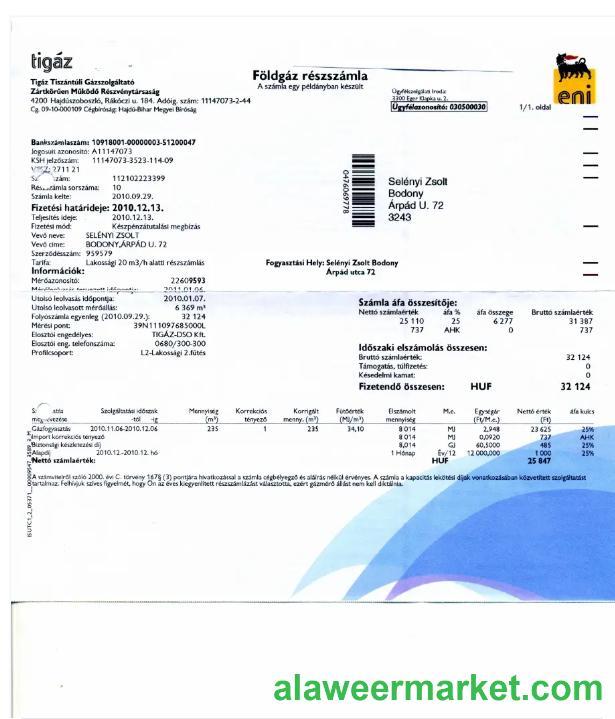 tigáz
Tigáz Tiszántúli Gázszolgáltató
Zártkörűen Működő Részvénytársaság
4200 Hajdúszoboszló, Rákóczi u. 184. Adóig. szám: 11147073-2-44
Cg. 09-10-000109 Cégbíróság: Hajdú-Bihar Megyei Bíróság
Földgáz részszámla
A számla egy példányban készült
Ügyfélszolgálati Iroda:
3300 Eger Klapka u. 2.
Ügyfélazonosító: 030500030
eni
1/1. oldal
Bankszámlaszám: 10918001-00000003-51200047
Jogosult azonosító: A11147073
KSH jelzőszám: 11147073-3523-114-09
2711 21
szám: 112102223399
Részszámla sorszáma: 10
Számla kelte: 2010.09.29.
Fizetési határideje: 2010.12.13.
Teljesítés ideje: 2010.12.13.
Fizetési mód: Készpénzátutalási megbízás
Vevő neve: SELÉNYI ZSOLT
Vevő címe: BODONY,ÁRPÁD U. 72
Szerződésszám: 959579
Tarifa: Lakossági 20 m3/h alatti részszámlás
0476069778
Selényi Zsolt
Bodony
Árpád U. 72
3243
Fogyasztási Hely: Selényi Zsolt Bodony
Árpád utca 72
Információk:
Mérőazonosító: 22609593
Mérőleolvasás tervezett időpontja: 2011.01.06.
Utolsó leolvasás időpontja: 2010.01.07.
Utolsó leolvasott mérőállás: 6 369 m³
Folyószámla egyenleg (2010.09.29.): 32 124
Mérési pont: 39N111097685000L
Elosztói engedélyes: TIGÁZ-DSO Kft.
Elosztói eng. telefonszáma: 0680/300-300
Profilcsoport: L2-Lakossági 2.fűtés
Számla áfa összesítője:
Nettó számlaérték áfa % áfa összege Bruttó számlaérték
25 110 25 6 277 31 387
737 AHK 0 737
Időszaki elszámolás összesen:
Bruttó számlaérték: 32 124
Támogatás, túlfizetés: 0
Késedelmi kamat: 0
Fizetendő összesen: HUF 32 124
Szolgáltatási időszak Mennyiség Korrekciós Korrigált Fűtőérték Elszámolt M.e. Egységár Nettó érték áfa kulcs
-tól -ig (m³) tényező menny. (m³) (MJ/m³) mennyiség (Ft/M.e.) (Ft)
Gázfogyasztás 2010.11.06-2010.12.06 235 1 235 34,10 8 014 MJ 2,948 23 625 25%
Import korrekciós tényező 8 014 MJ 0,0920 737 AHK
Biztonsági készletezési díj 8,014 GJ 60,5000 485 25%
Alapdíj 2010.12.-2010.12. hó 1 Hónap Év/12 12 000,000 1 000 25%
Nettó számlaérték: HUF 25 847
A számvitelről szóló 2000. évi C. törvény 167§ (3) pontjára hivatkozással a számla cégbélyegző és aláírás nélkül érvényes. A számla a kapacitás lekötési díjak vonatkozásában közvetített szolgáltatást
tartalmaz. Felhívjuk szíves figyelmét, hogy Ön az éves kiegyenlített részszámlázást választotta, ezért gázmérő állást nem kell diktálnia.
alaweermarket.com